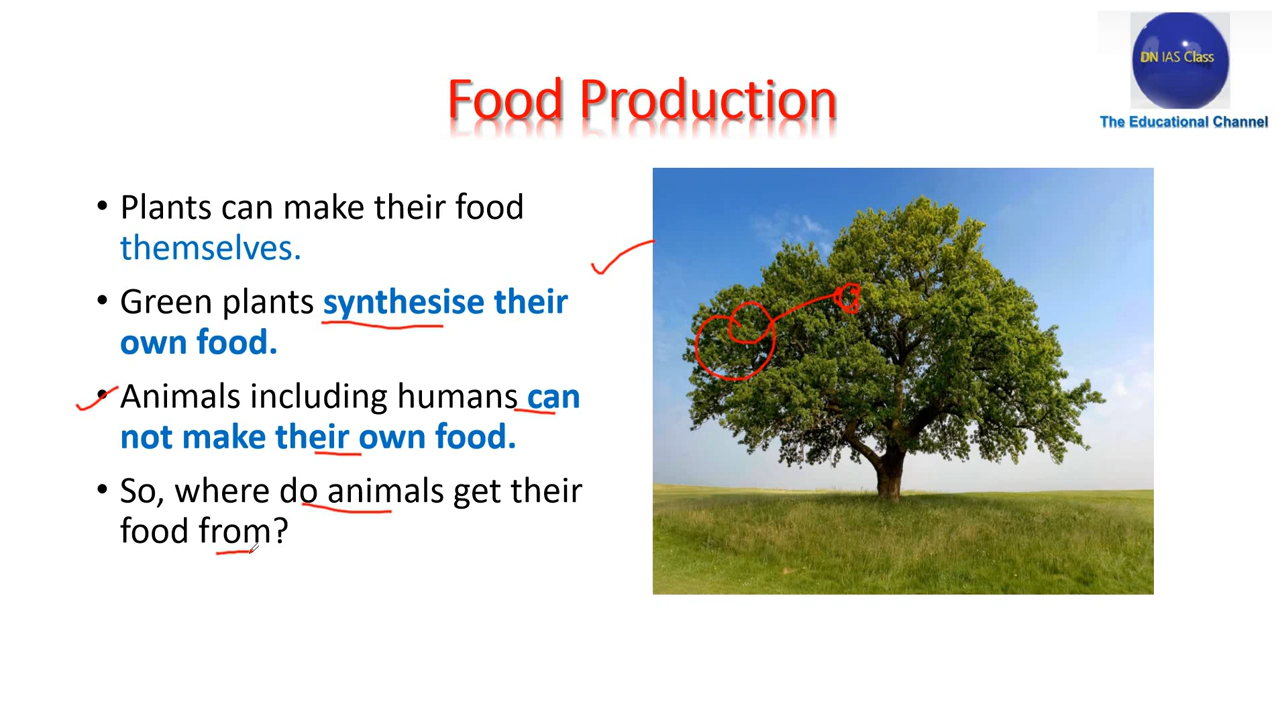 DN IAS Class
The Educational Channel
Food Production
• Plants can make their food
themselves.
• Green plants synthesise their
own food.
• Animals including humans can
not make their own food.
• So, where do animals get their
food from?